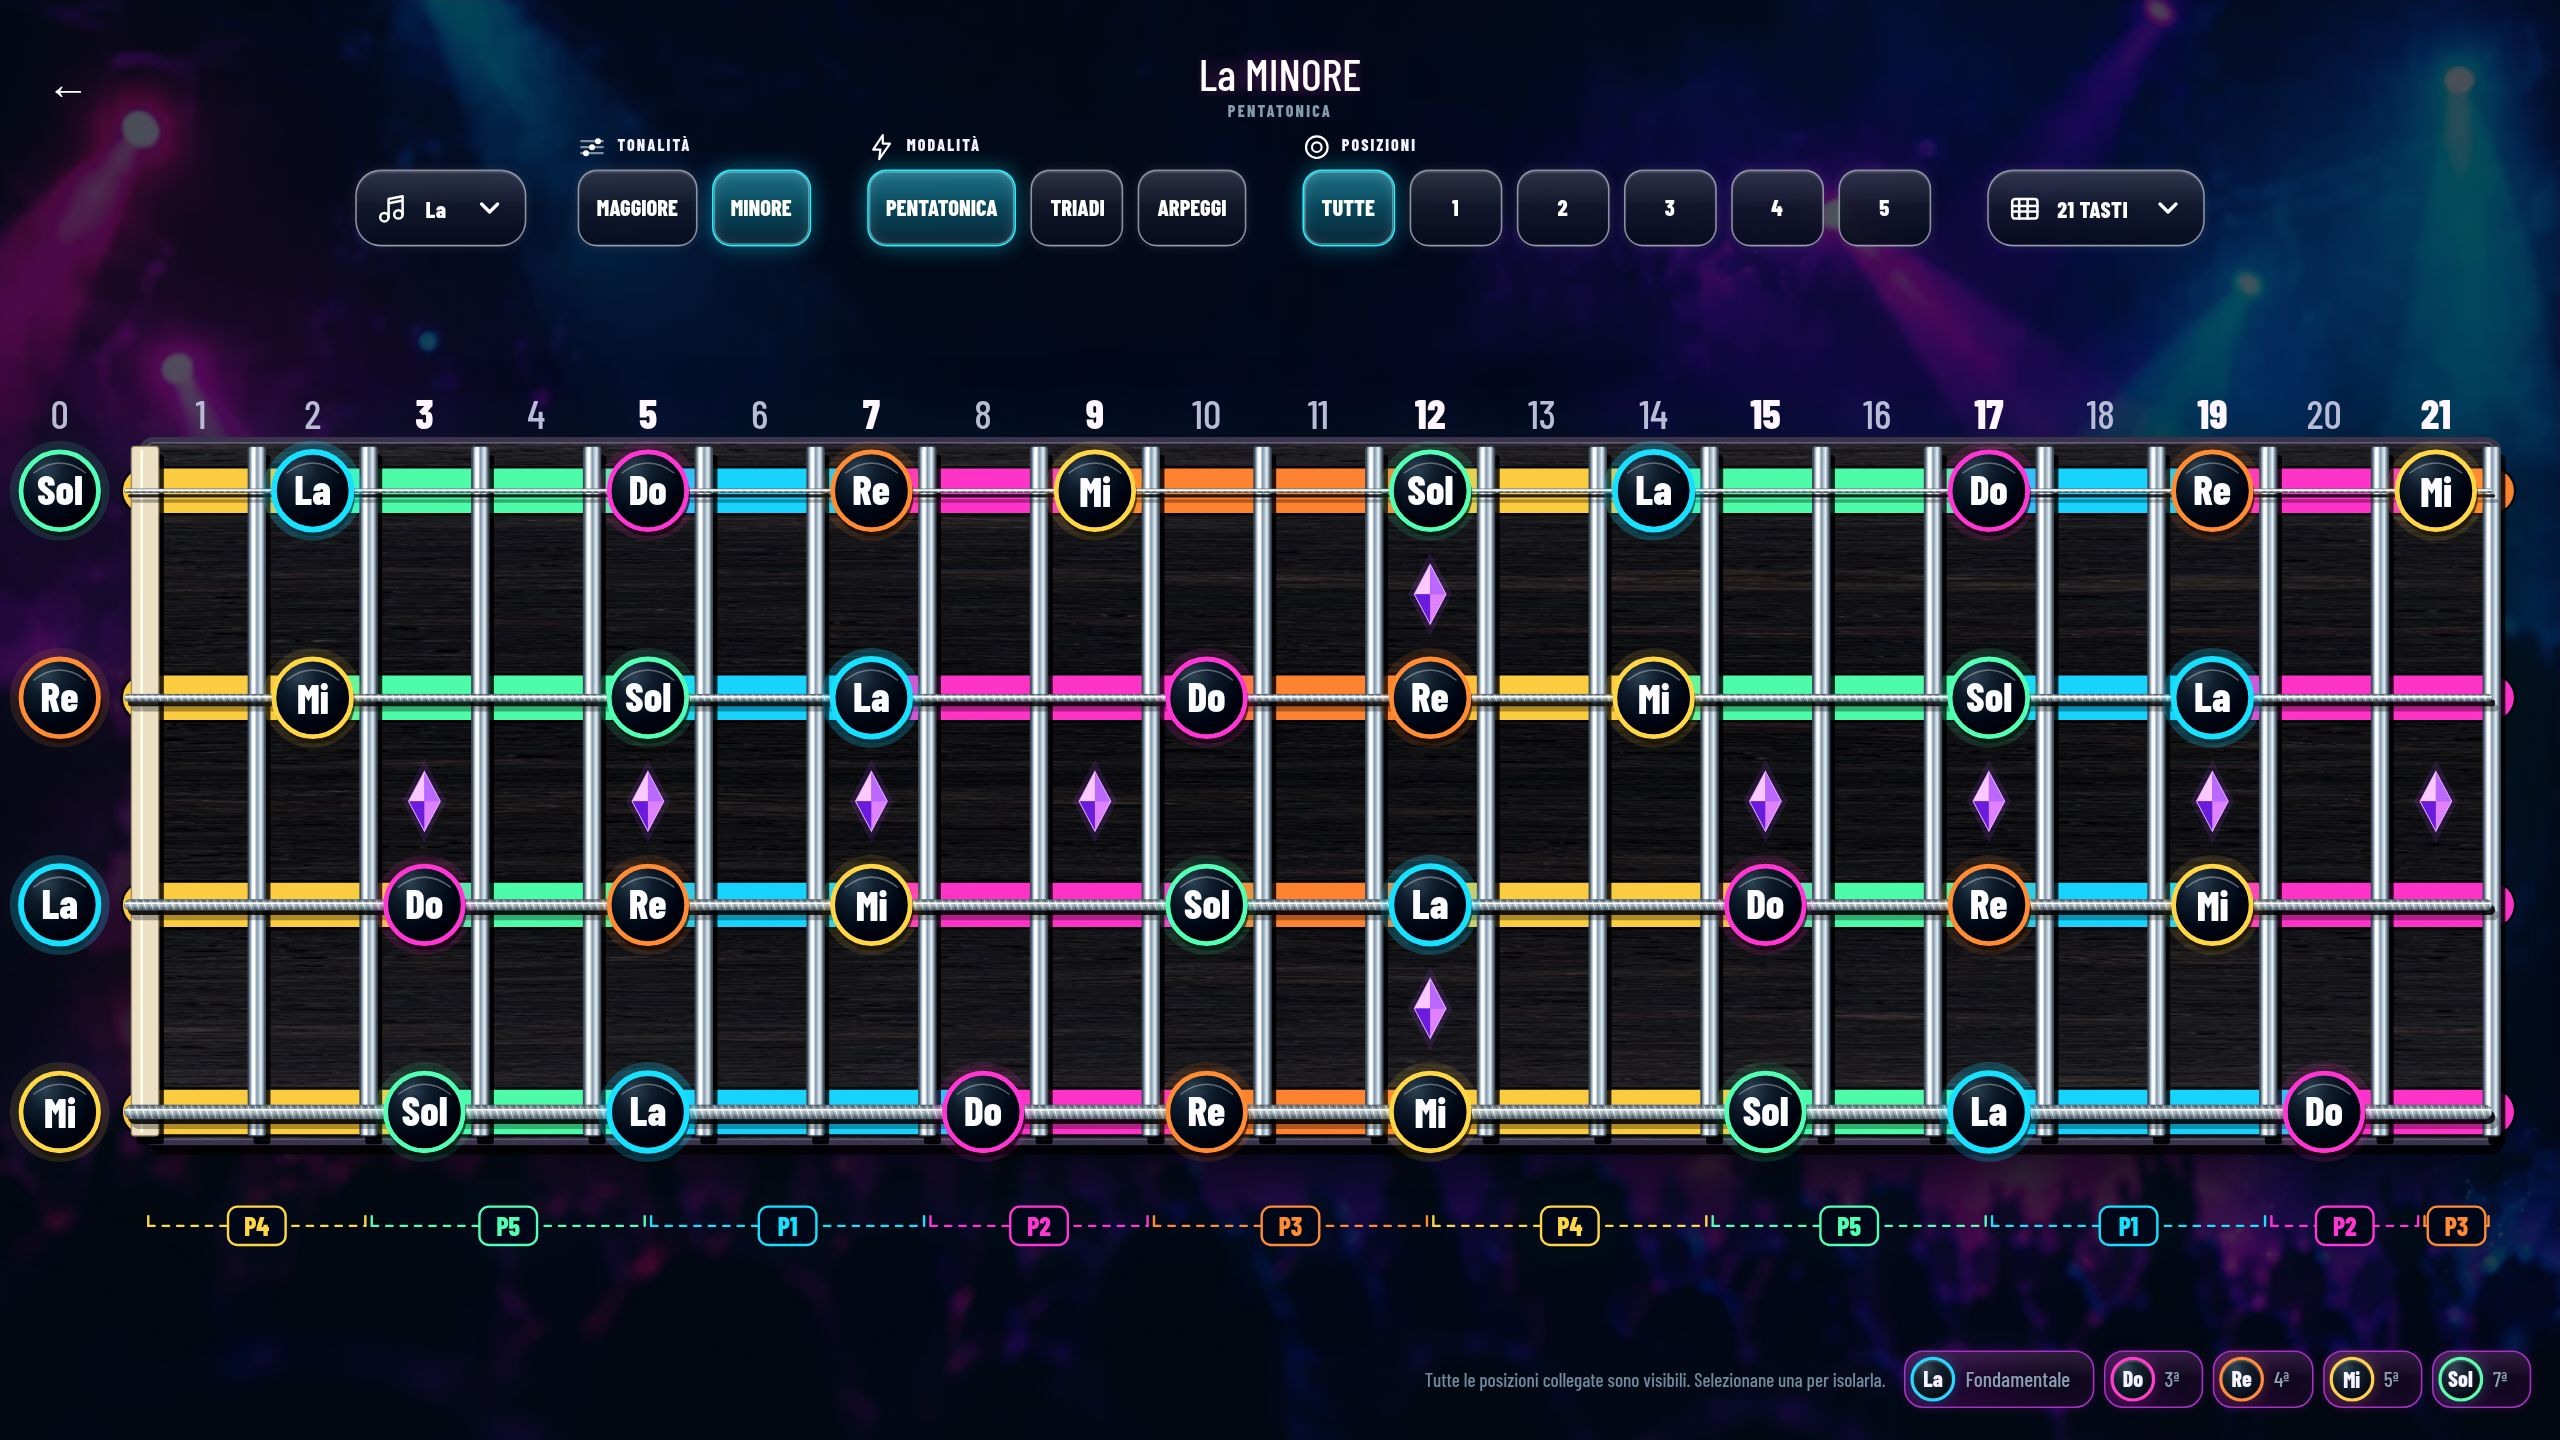 ←
La MINORE
PENTATONICA
TONALITÀ MODALITÀ POSIZIONI
La MAGGIORE MINORE PENTATONICA TRIADI ARPEGGI TUTTE 1 2 3 4 5 21 TASTI
0 1 2 3 4 5 6 7 8 9 10 11 12 13 14 15 16 17 18 19 20 21
Sol La Do Re Mi Sol La Do Re Mi
Re Mi Sol La Do Re Mi Sol La
La Do Re Mi Sol La Do Re Mi
Mi Sol La Do Re Mi Sol La Do
P4 P5 P1 P2 P3 P4 P5 P1 P2 P3
Tutte le posizioni collegate sono visibili. Selezionane una per isolarla. La Fondamentale Do 3ª Re 4ª Mi 5ª Sol 7ª